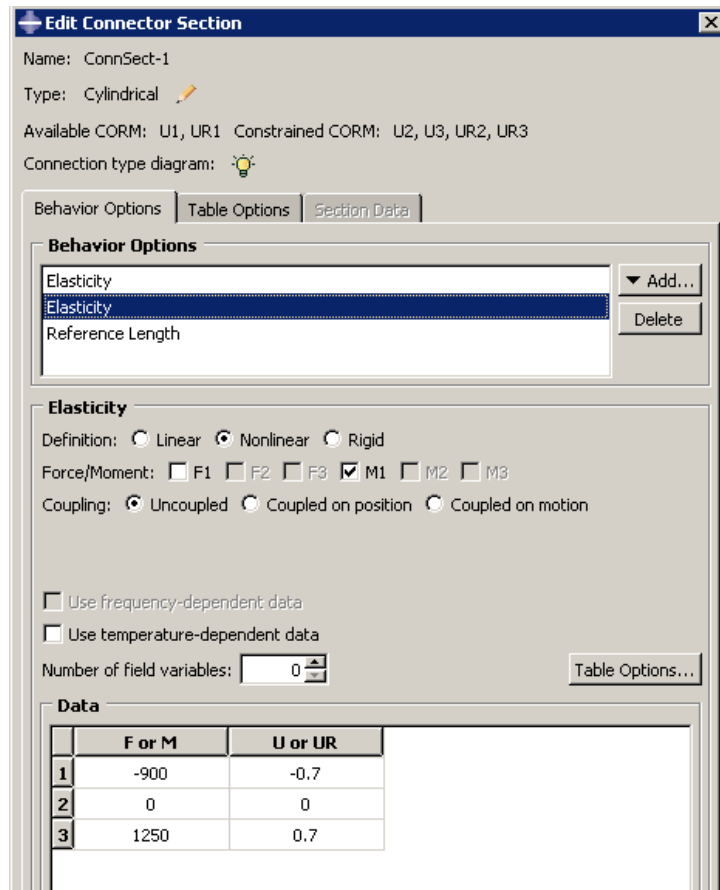 Edit Connector Section
Name: ConnSect-1
Type: Cylindrical
Available CORM: U1, UR1 Constrained CORM: U2, U3, UR2, UR3
Connection type diagram:
Behavior Options Table Options Section Data
Behavior Options
Elasticity
Add...
Elasticity
Delete
Reference Length
Elasticity
Definition: Linear Nonlinear Rigid
Force/Moment: F1 F2 F3 M1 M2 M3
Coupling: Uncoupled Coupled on position Coupled on motion
Use frequency-dependent data
Use temperature-dependent data
Number of field variables: 0 Table Options...
Data
F or M U or UR
1 -900 -0.7
2 0 0
3 1250 0.7